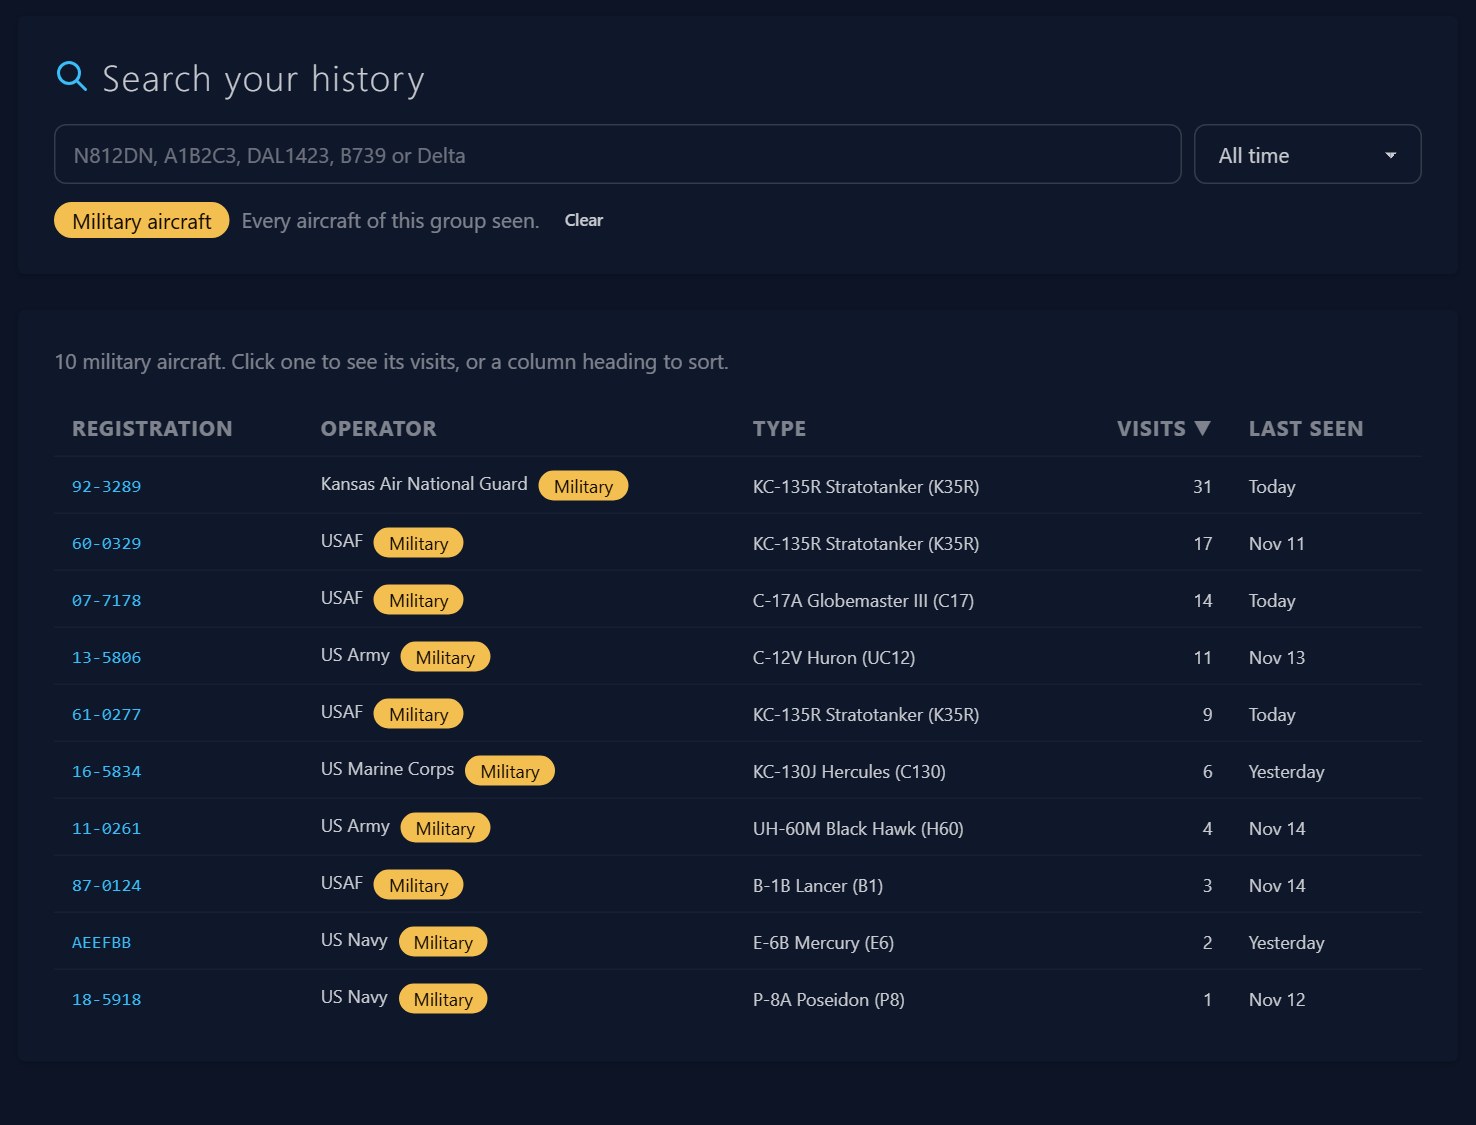 Search your history
N812DN, A1B2C3, DAL1423, B739 or Delta
All time
Military aircraft Every aircraft of this group seen. Clear
10 military aircraft. Click one to see its visits, or a column heading to sort.
REGISTRATION OPERATOR TYPE VISITS ▼ LAST SEEN
92-3289 Kansas Air National Guard Military KC-135R Stratotanker (K35R) 31 Today
60-0329 USAF Military KC-135R Stratotanker (K35R) 17 Nov 11
07-7178 USAF Military C-17A Globemaster III (C17) 14 Today
13-5806 US Army Military C-12V Huron (UC12) 11 Nov 13
61-0277 USAF Military KC-135R Stratotanker (K35R) 9 Today
16-5834 US Marine Corps Military KC-130J Hercules (C130) 6 Yesterday
11-0261 US Army Military UH-60M Black Hawk (H60) 4 Nov 14
87-0124 USAF Military B-1B Lancer (B1) 3 Nov 14
AEEFBB US Navy Military E-6B Mercury (E6) 2 Yesterday
18-5918 US Navy Military P-8A Poseidon (P8) 1 Nov 12